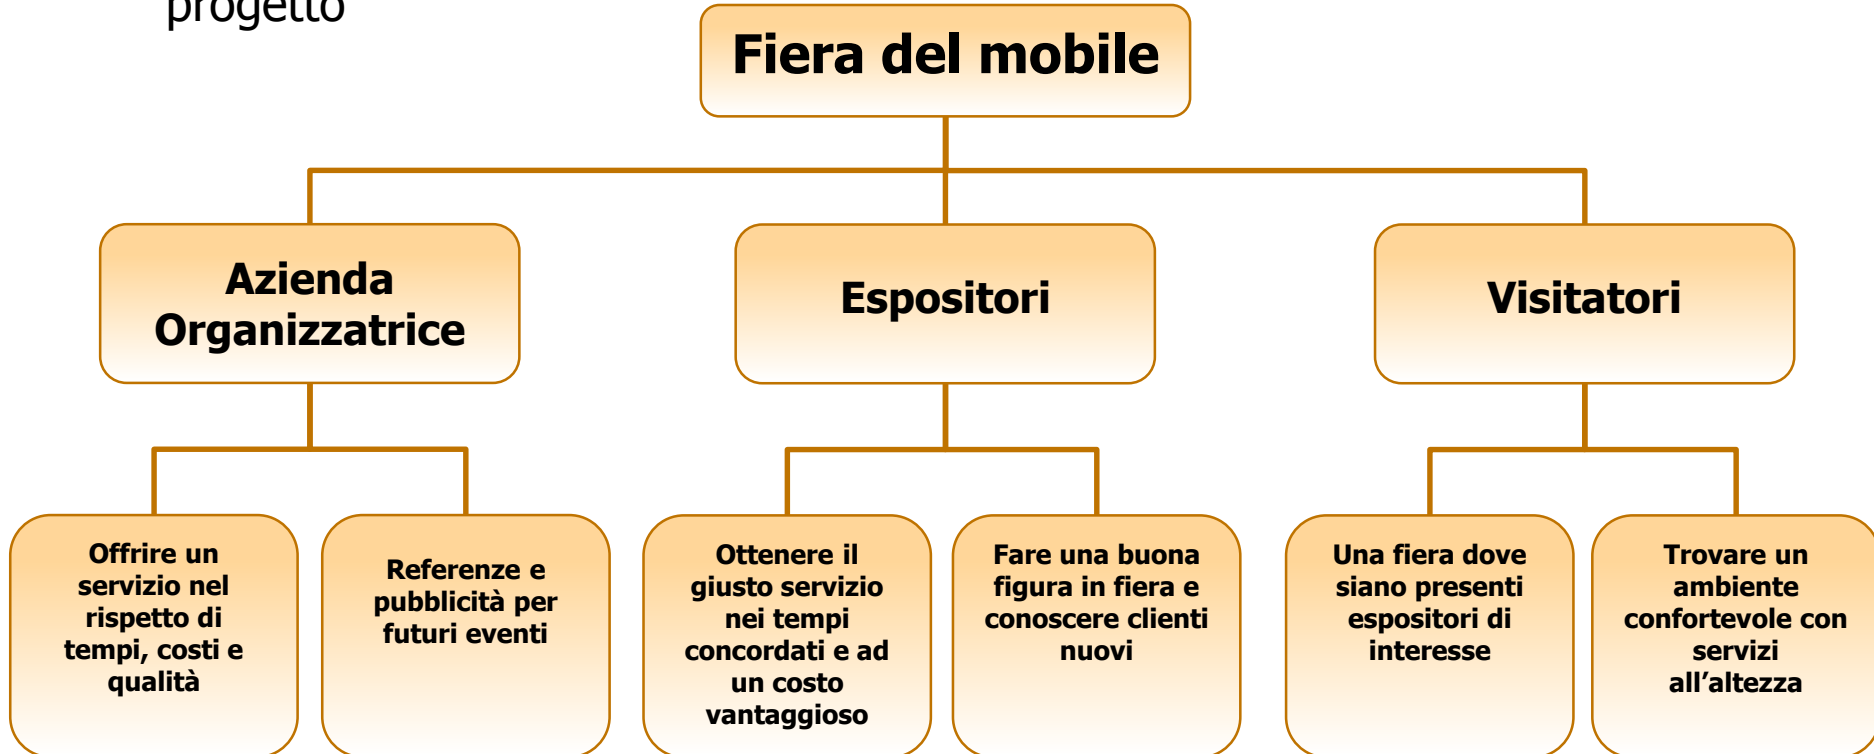 progetto
Fiera del mobile
Azienda
Organizzatrice
Espositori
Visitatori
Offrire un
servizio nel
rispetto di
tempi, costi e
qualità
Referenze e
pubblicità per
futuri eventi
Ottenere il
giusto servizio
nei tempi
concordati e ad
un costo
vantaggioso
Fare una buona
figura in fiera e
conoscere clienti
nuovi
Una fiera dove
siano presenti
espositori di
interesse
Trovare un
ambiente
confortevole con
servizi
all’altezza